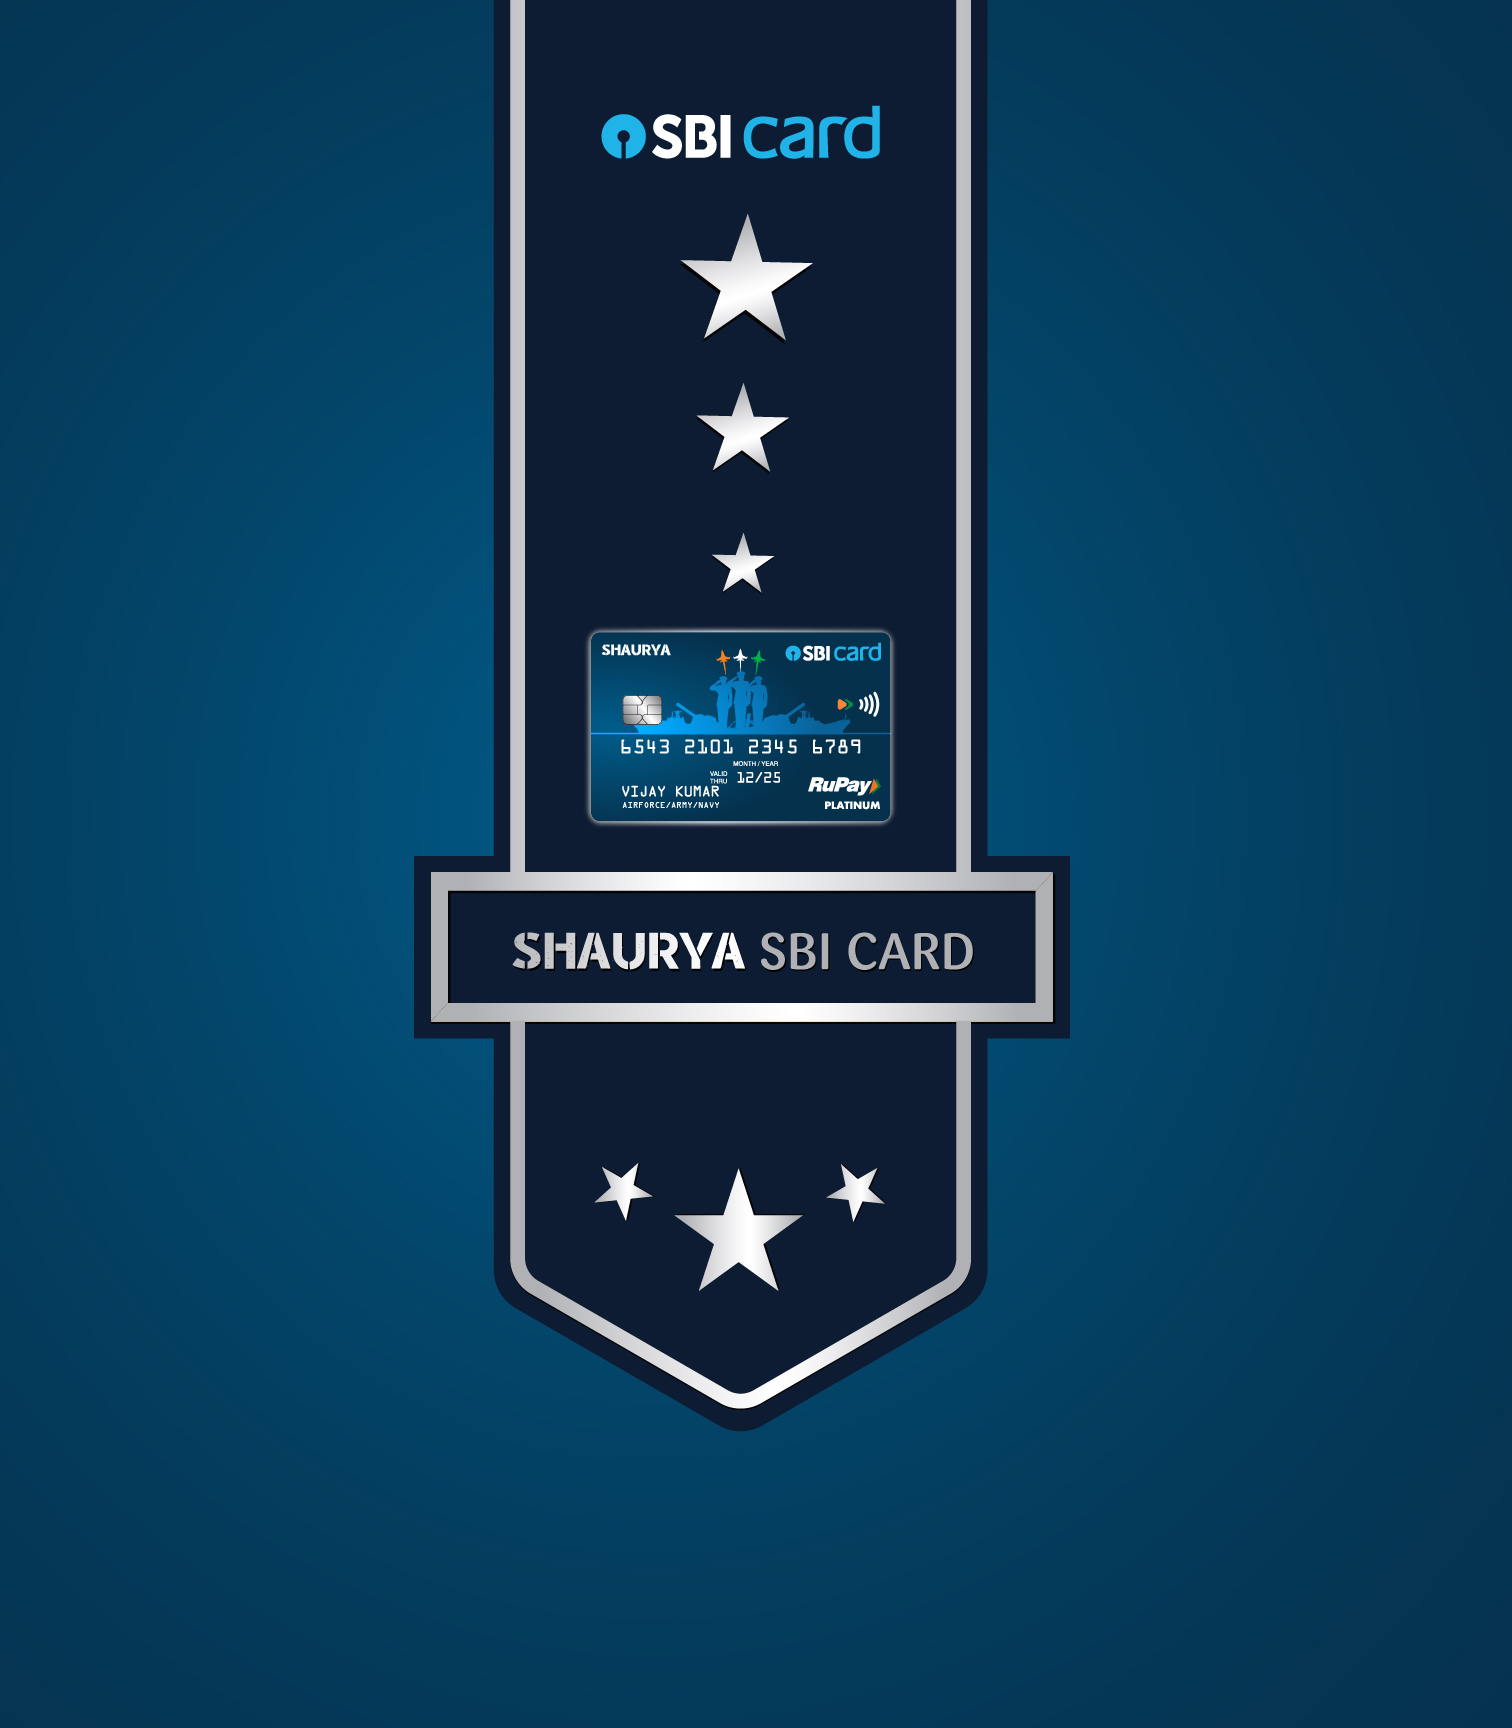 SBI card
SHAURYA
SBI card
6543 2101 2345 6789
MONTH / YEAR
VALID THRU 12/25
VIJAY KUMAR
AIRFORCE/ARMY/NAVY
RuPay
PLATINUM
SHAURYA SBI CARD